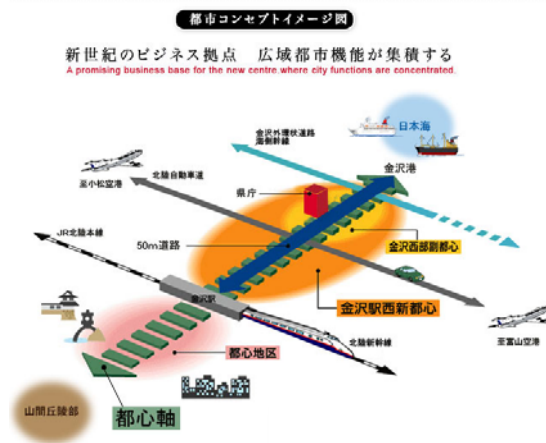 都市コンセプトイメージ図
新世紀のビジネス拠点 広域都市機能が集積する
A promising business base for the new centre where city functions are concentrated.
日本海
金沢外環状道路
海側幹線
金沢港
北陸自動車道
至小松空港
県庁
JR北陸本線
50m道路
金沢西部副都心
金沢駅
金沢駅西新都心
北陸新幹線
至富山空港
都心地区
都心軸
山間丘陵部